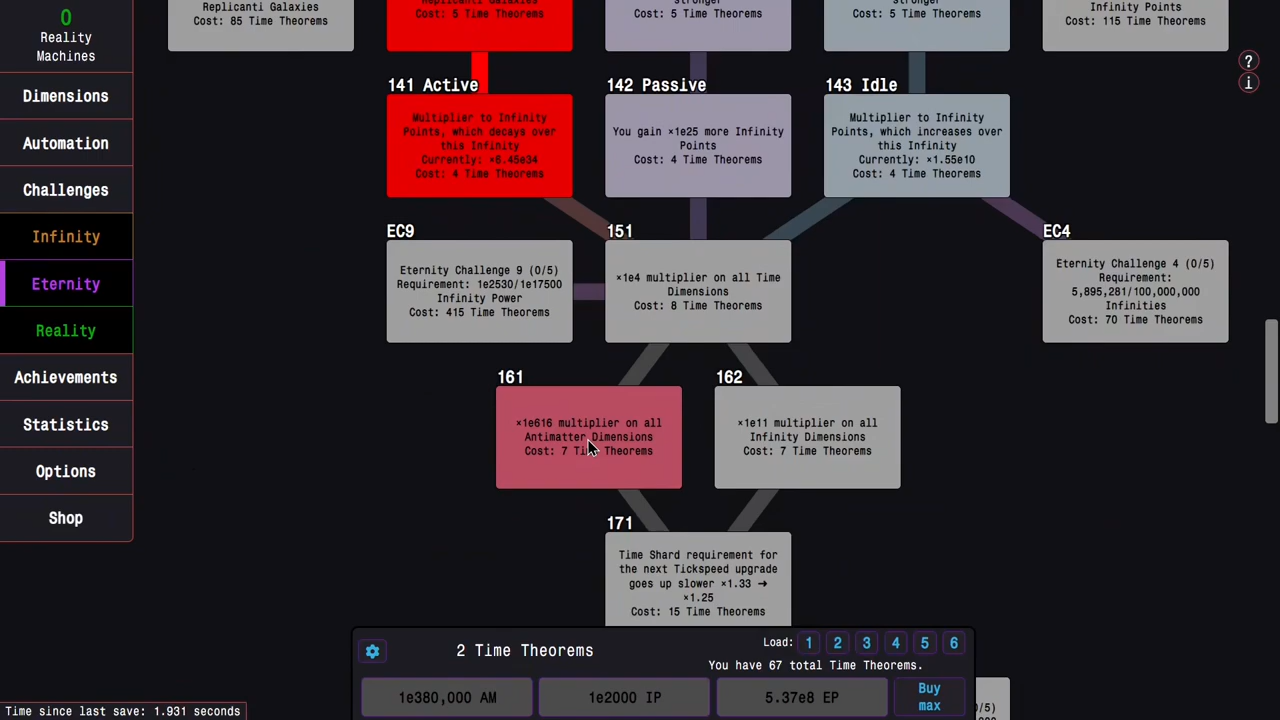 0
Reality
Machines
Dimensions
Automation
Challenges
Infinity
Eternity
Reality
Achievements
Statistics
Options
Shop
Time since last save: 1.931 seconds
Replicanti Galaxies
Cost: 85 Time Theorems
Replicanti Galaxies
Cost: 5 Time Theorems
stronger
Cost: 5 Time Theorems
stronger
Cost: 5 Time Theorems
Infinity Points
Cost: 115 Time Theorems
?
i
141 Active
Multiplier to Infinity
Points, which decays over
this Infinity
Currently: ×6.45e34
Cost: 4 Time Theorems
142 Passive
You gain ×1e25 more Infinity
Points
Cost: 4 Time Theorems
143 Idle
Multiplier to Infinity
Points, which increases over
this Infinity
Currently: ×1.55e10
Cost: 4 Time Theorems
EC9
Eternity Challenge 9 (0/5)
Requirement: 1e2530/1e17500
Infinity Power
Cost: 415 Time Theorems
151
×1e4 multiplier on all Time
Dimensions
Cost: 8 Time Theorems
EC4
Eternity Challenge 4 (0/5)
Requirement:
5,895,281/100,000,000
Infinities
Cost: 70 Time Theorems
161
×1e616 multiplier on all
Antimatter Dimensions
Cost: 7 Time Theorems
162
×1e11 multiplier on all
Infinity Dimensions
Cost: 7 Time Theorems
171
Time Shard requirement for
the next Tickspeed upgrade
goes up slower ×1.33 ➜
×1.25
Cost: 15 Time Theorems
2 Time Theorems
Load: 1 2 3 4 5 6
You have 67 total Time Theorems.
1e380,000 AM
1e2000 IP
5.37e8 EP
Buy
max
/5)